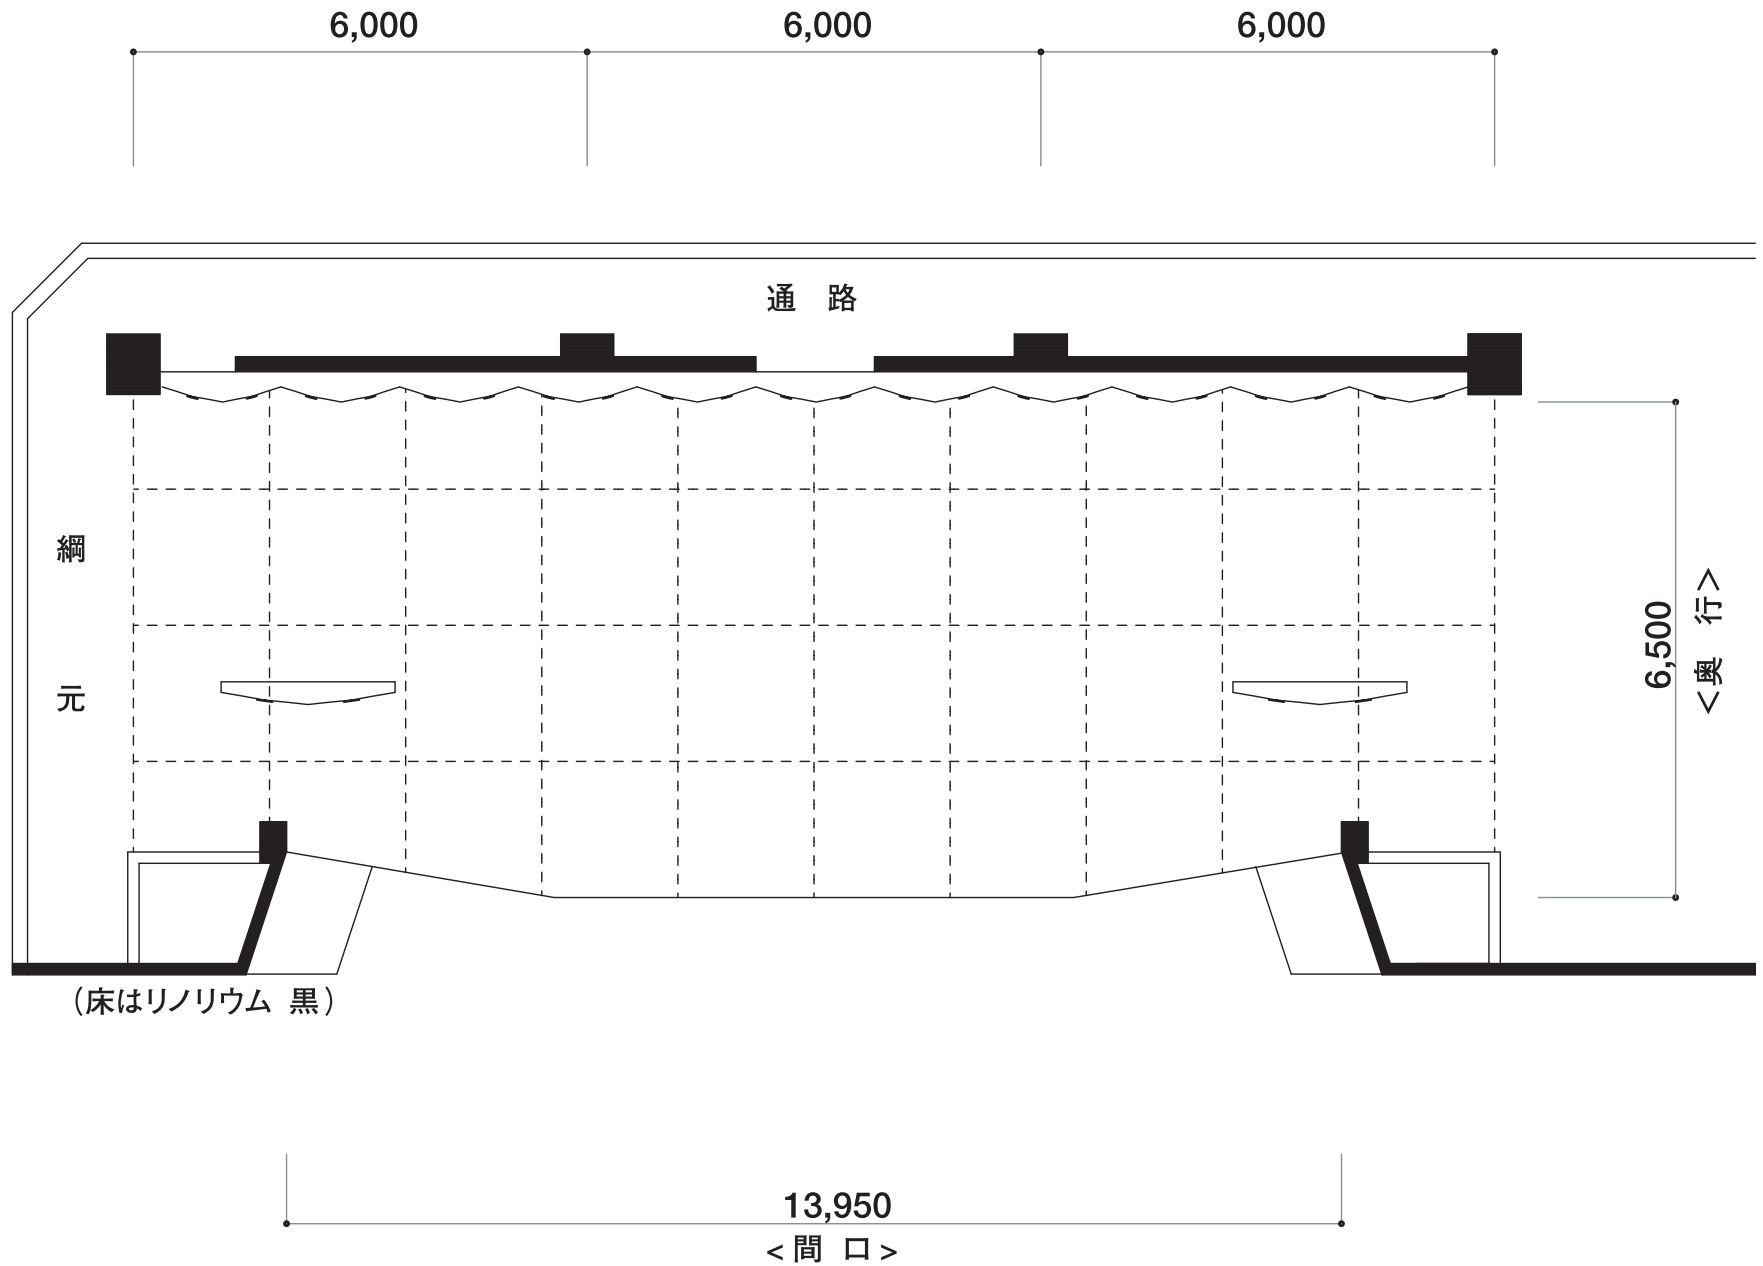 6,000 6,000 6,000
通 路
綱 元
6,500
<奥 行>
(床はリノリウム 黒)
13,950
<間 口>